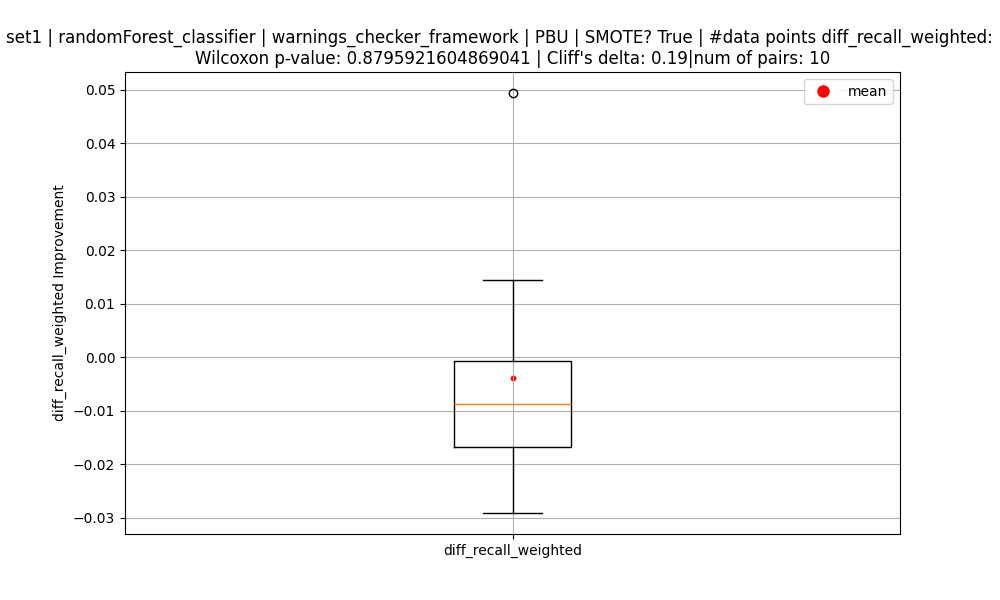 set1 | randomForest_classifier | warnings_checker_framework | PBU | SMOTE? True | #data points diff_recall_weighted:
Wilcoxon p-value: 0.8795921604869041 | Cliff's delta: 0.19|num of pairs: 10
mean
0.05
0.04
0.03
0.02
0.01
0.00
−0.01
−0.02
−0.03
diff_recall_weighted Improvement
diff_recall_weighted